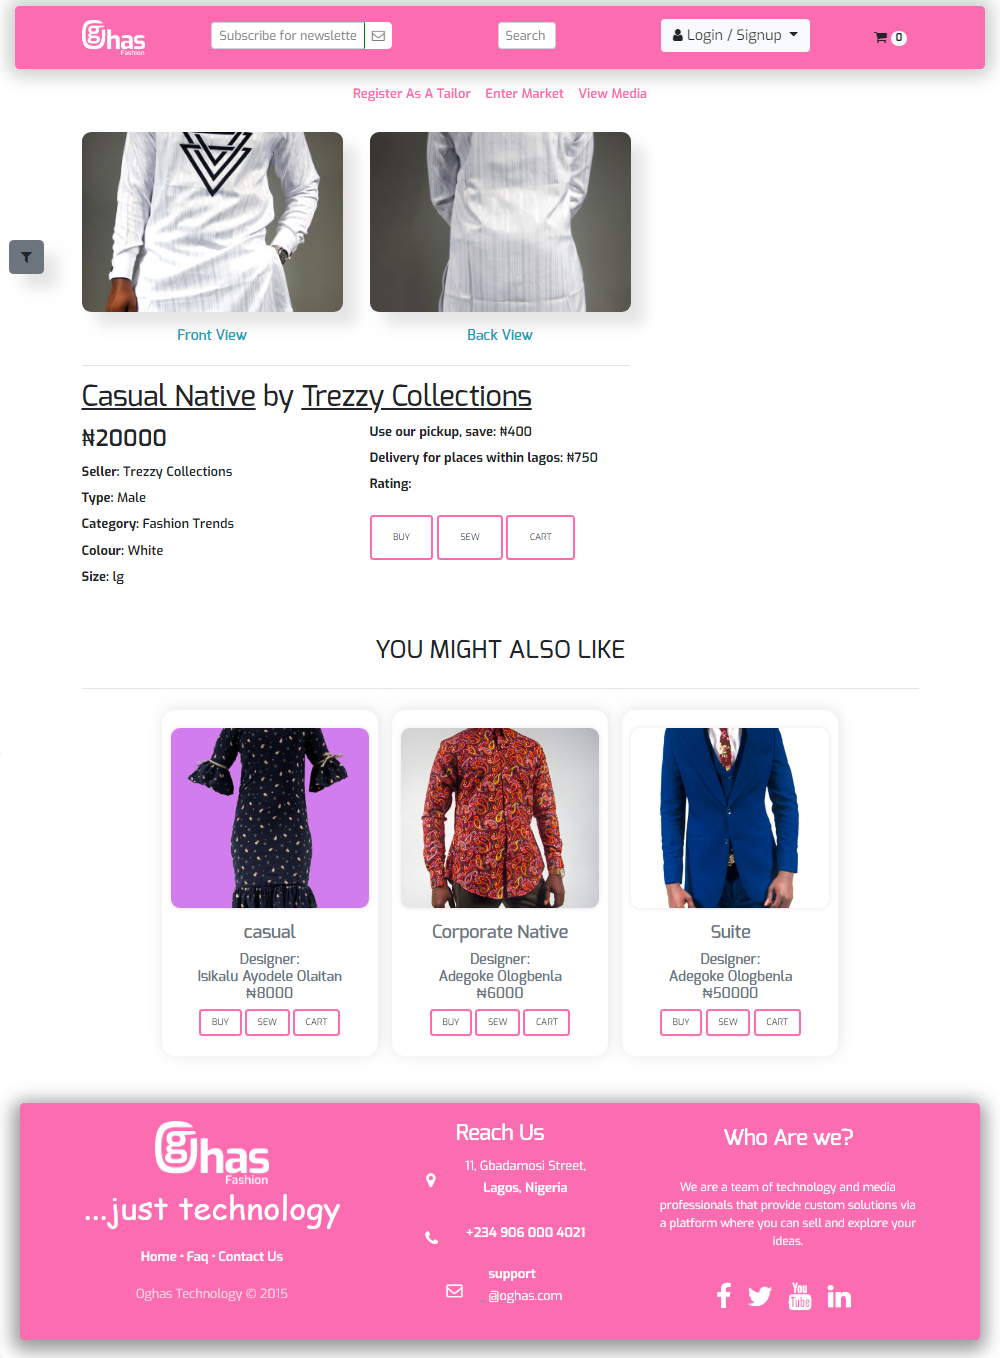 ghas
Fashion
Subscribe for newslette
Search
Login / Signup
0
Register As A Tailor Enter Market View Media
Front View
Back View
Casual Native by Trezzy Collections
₦20000
Seller: Trezzy Collections
Type: Male
Category: Fashion Trends
Colour: White
Size: lg
Use our pickup, save: ₦400
Delivery for places within lagos: ₦750
Rating:
BUY SEW CART
YOU MIGHT ALSO LIKE
casual
Designer:
Isikalu Ayodele Olaitan
₦8000
BUY SEW CART
Corporate Native
Designer:
Adegoke Ologbenla
₦6000
BUY SEW CART
Suite
Designer:
Adegoke Ologbenla
₦50000
BUY SEW CART
ghas
Fashion
...just technology
Home · Faq · Contact Us
Oghas Technology © 2015
Reach Us
11, Gbadamosi Street,
Lagos, Nigeria
+234 906 000 4021
support
@oghas.com
Who Are we?
We are a team of technology and media
professionals that provide custom solutions via
a platform where you can sell and explore your
ideas.
You
Tube
in